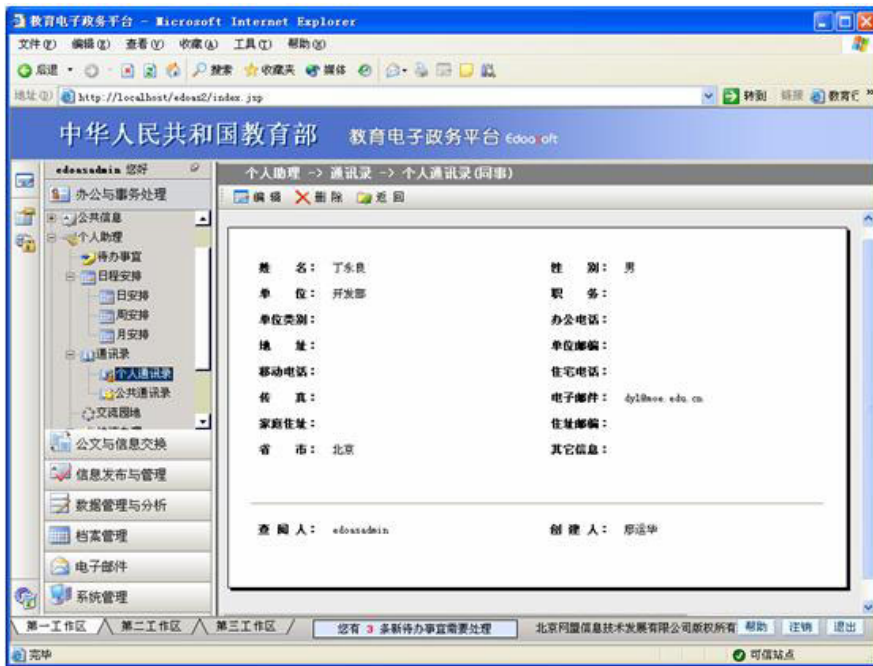 教育电子政务平台 - Microsoft Internet Explorer
文件(F) 编辑(E) 查看(V) 收藏(A) 工具(T) 帮助(H)
后退 搜索 收藏夹 媒体
地址(D) http://localhost/edoas2/index.jsp 转到 链接
中华人民共和国教育部 教育电子政务平台 Edoosoft
edoasadmin 您好
个人助理 -> 通讯录 -> 个人通讯录(同事)
办公与事务处理
编辑 删除 返回
公共信息
个人助理
待办事宜
日程安排
日安排
周安排
月安排
通讯录
个人通讯录
公共通讯录
交流园地
公文与信息交换
信息发布与管理
数据管理与分析
档案管理
电子邮件
系统管理
姓 名： 丁永良 性 别： 男
单 位： 开发部 职 务：
单位类别： 办公电话：
地 址： 单位邮编：
移动电话： 住宅电话：
传 真： 电子邮件： dyl@moe.edu.cn
家庭住址： 住址邮编：
省 市： 北京 其它信息：
查 阅 人： edoasadmin 创 建 人： 廖运华
第一工作区 第二工作区 第三工作区 您有 3 条新待办事宜需要处理 北京网盟信息技术发展有限公司版权所有 帮助 注销 退出
完毕 可信站点